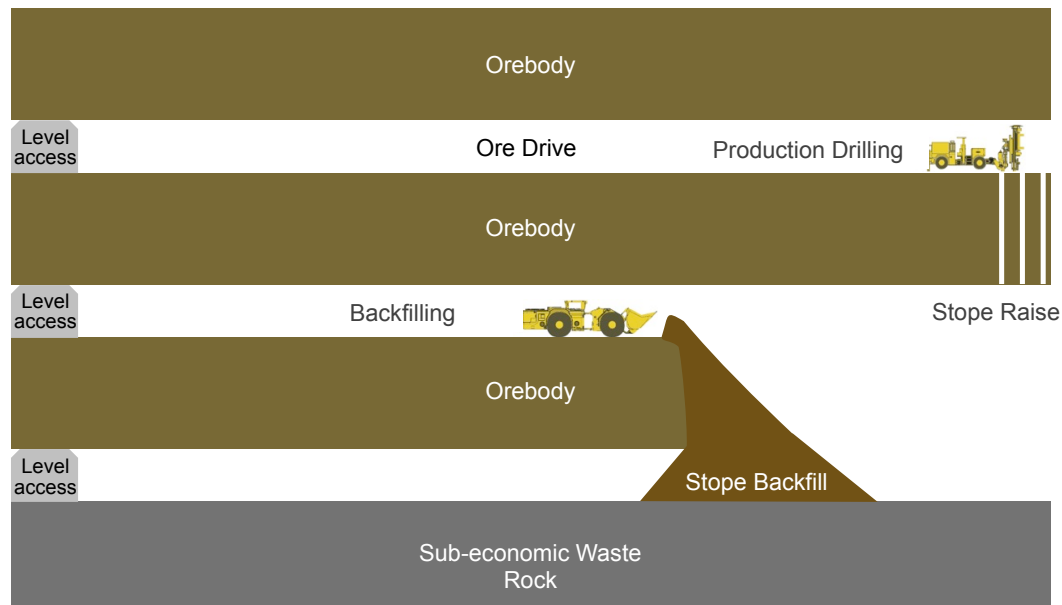 Orebody
Level
access
Ore Drive
Production Drilling
Orebody
Level
access
Backfilling
Stope Raise
Orebody
Level
access
Stope Backfill
Sub-economic Waste
Rock